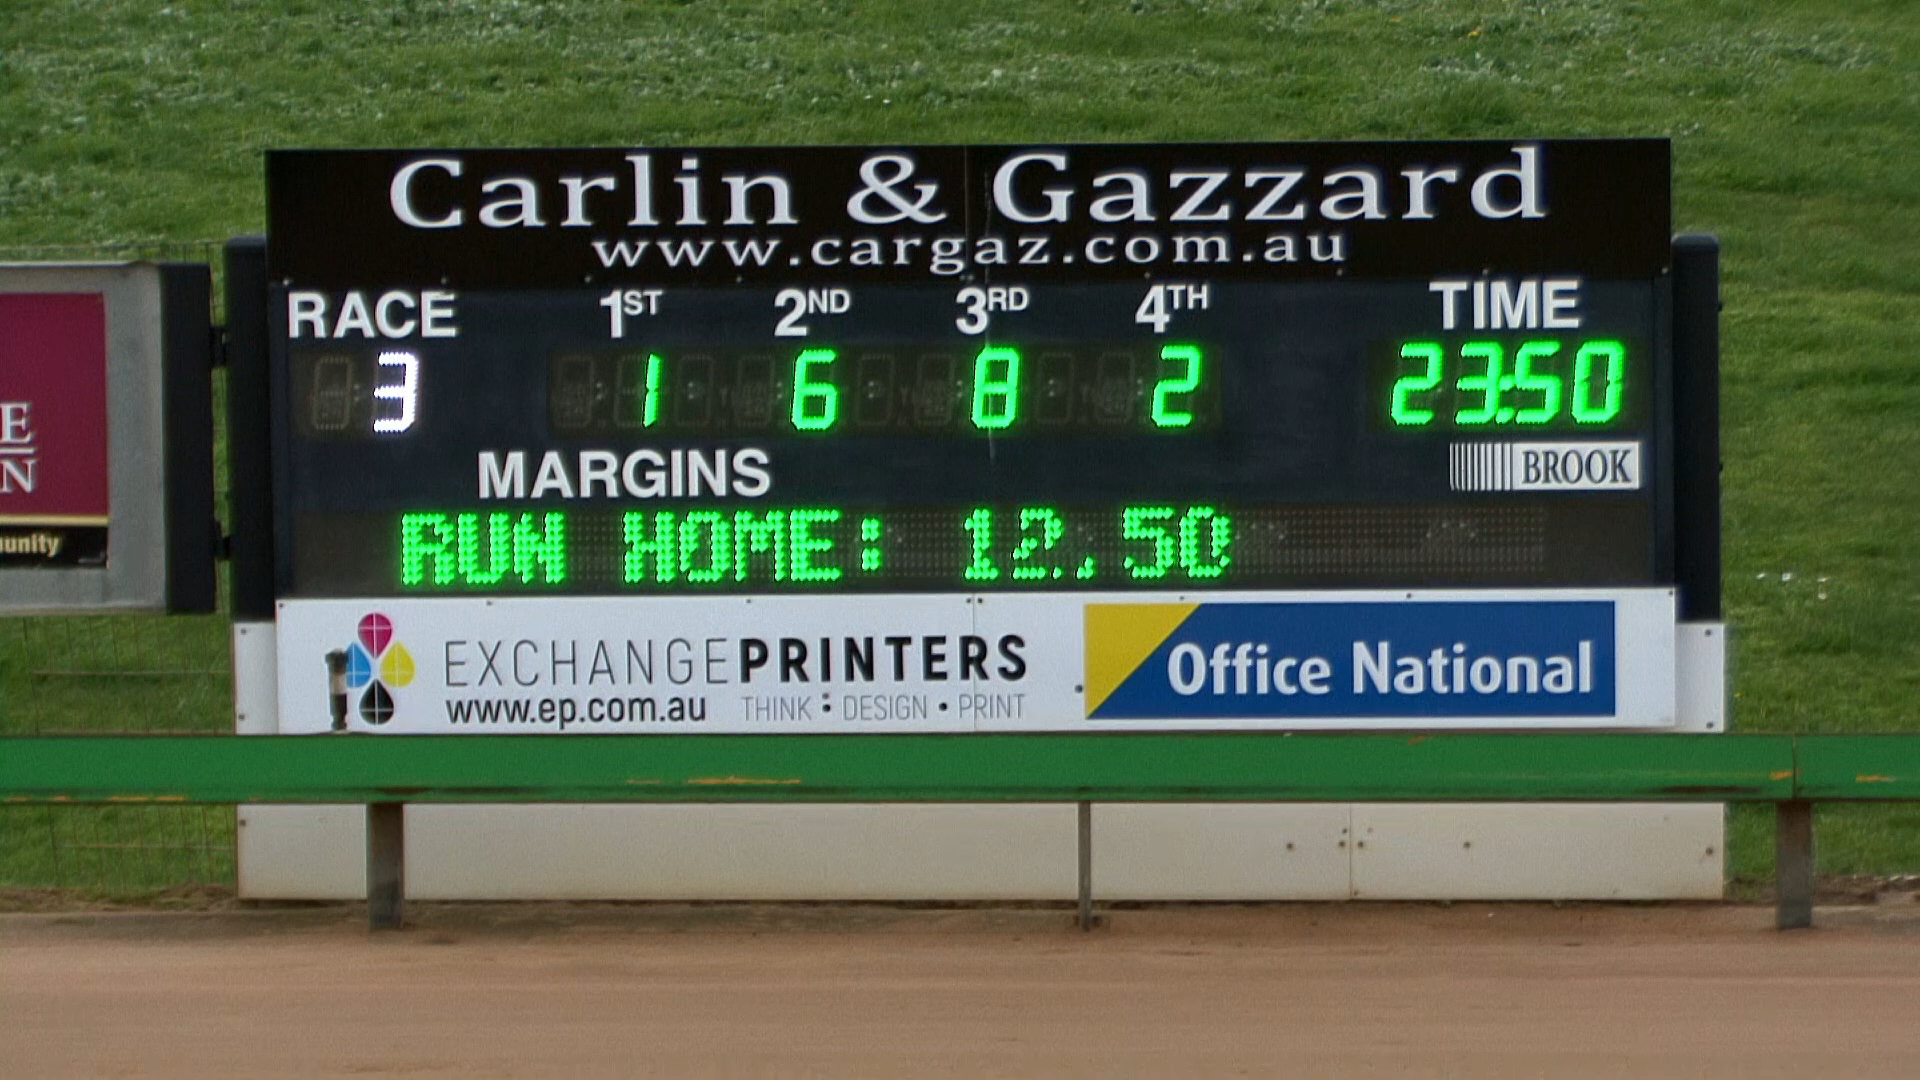 Carlin & Gazzard
www.cargaz.com.au
RACE 1ST 2ND 3RD 4TH TIME
3 1 6 8 2 23:50
MARGINS
BROOK
RUN HOME: 12.50
EXCHANGEPRINTERS
www.ep.com.au THINK : DESIGN • PRINT
Office National
E
N